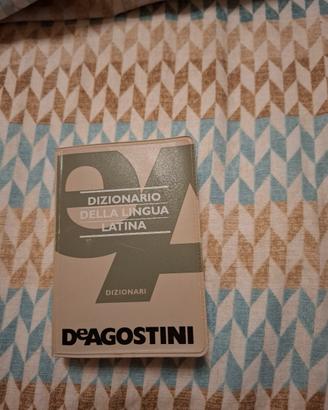 DIZIONARIO
DELLA LINGUA
LATINA
DIZIONARI
DeAGOSTINI